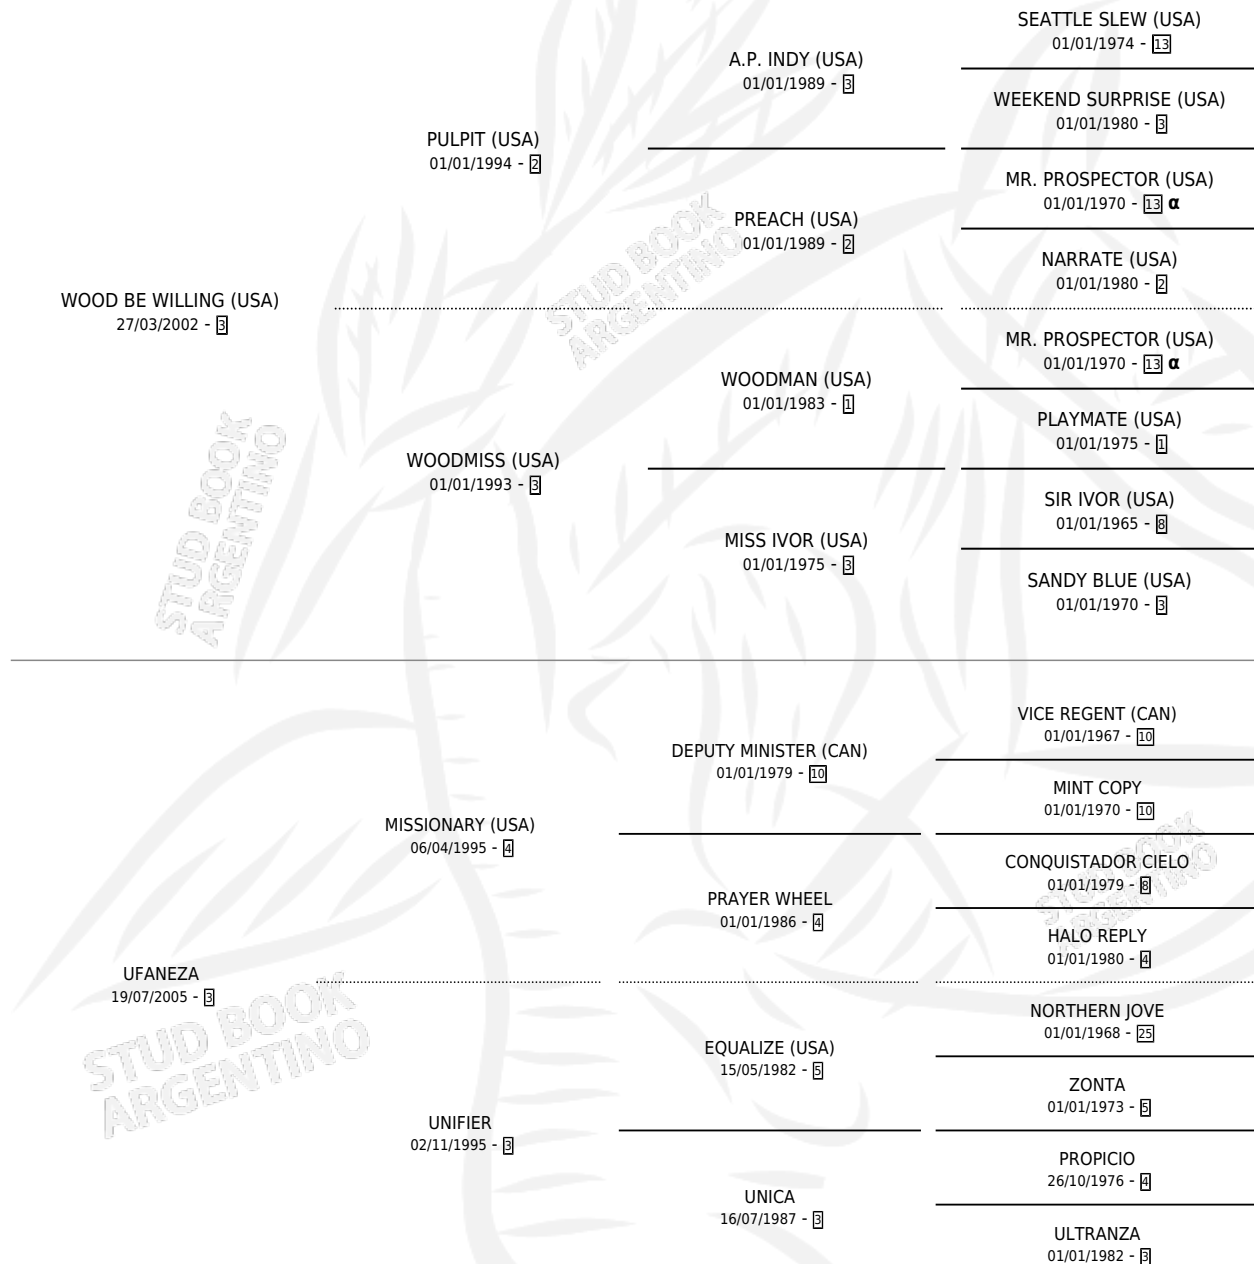 SEATTLE SLEW (USA)
01/01/1974 - 13
A.P. INDY (USA)
01/01/1989 - 3
WEEKEND SURPRISE (USA)
01/01/1980 - 3
PULPIT (USA)
01/01/1994 - 2
MR. PROSPECTOR (USA)
01/01/1970 - 13 α
PREACH (USA)
01/01/1989 - 2
NARRATE (USA)
01/01/1980 - 2
STUD BOOK
ARGENTINO
WOOD BE WILLING (USA)
27/03/2002 - 3
MR. PROSPECTOR (USA)
01/01/1970 - 13 α
WOODMAN (USA)
01/01/1983 - 1
PLAYMATE (USA)
01/01/1975 - 1
WOODMISS (USA)
01/01/1993 - 3
SIR IVOR (USA)
01/01/1965 - 8
MISS IVOR (USA)
01/01/1975 - 3
SANDY BLUE (USA)
01/01/1970 - 3
STUD BOOK
ARGENTINO
VICE REGENT (CAN)
01/01/1967 - 10
DEPUTY MINISTER (CAN)
01/01/1979 - 10
MINT COPY
01/01/1970 - 10
MISSIONARY (USA)
06/04/1995 - 4
CONQUISTADOR CIELO
01/01/1979 - 8
PRAYER WHEEL
01/01/1986 - 4
HALO REPLY
01/01/1980 - 4
STUD BOOK
ARGENTINO
UFANEZA
19/07/2005 - 3
NORTHERN JOVE
01/01/1968 - 25
EQUALIZE (USA)
15/05/1982 - 5
ZONTA
01/01/1973 - 5
STUD BOOK
ARGENTINO
UNIFIER
02/11/1995 - 3
PROPICIO
26/10/1976 - 4
UNICA
16/07/1987 - 3
ULTRANZA
01/01/1982 - 3